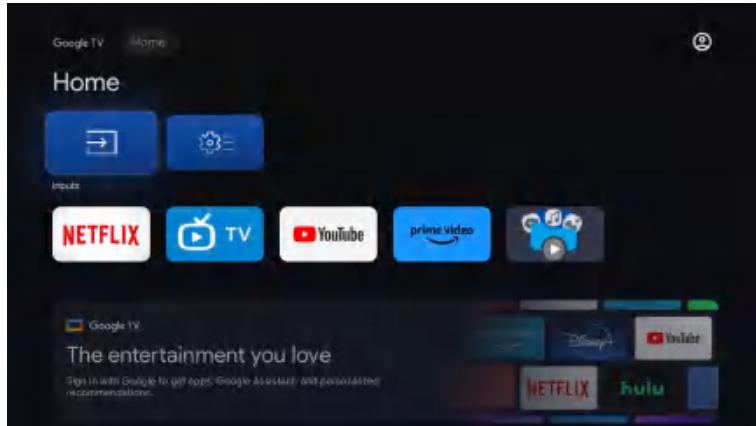 Google TV Home
Home
Inputs
NETFLIX
TV
YouTube
prime video
Google TV
The entertainment you love
Sign in with Google to get apps, Google Assistant, and personalized
recommendations.
Disney+
YouTube
NETFLIX
hulu